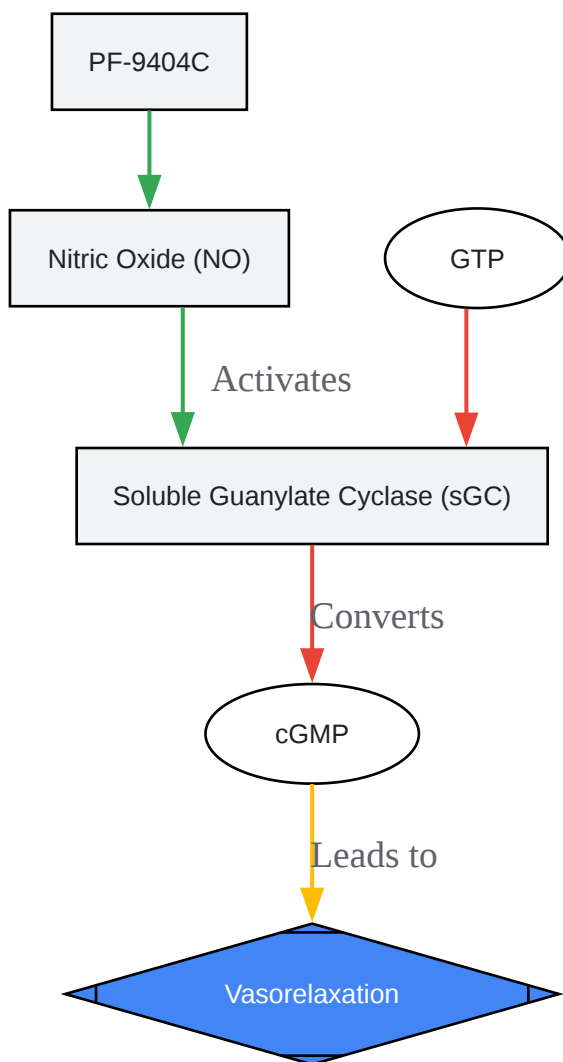 PF-9404C
Nitric Oxide (NO)
GTP
Activates
Soluble Guanylate Cyclase (sGC)
Converts
cGMP
Leads to
Vasorelaxation